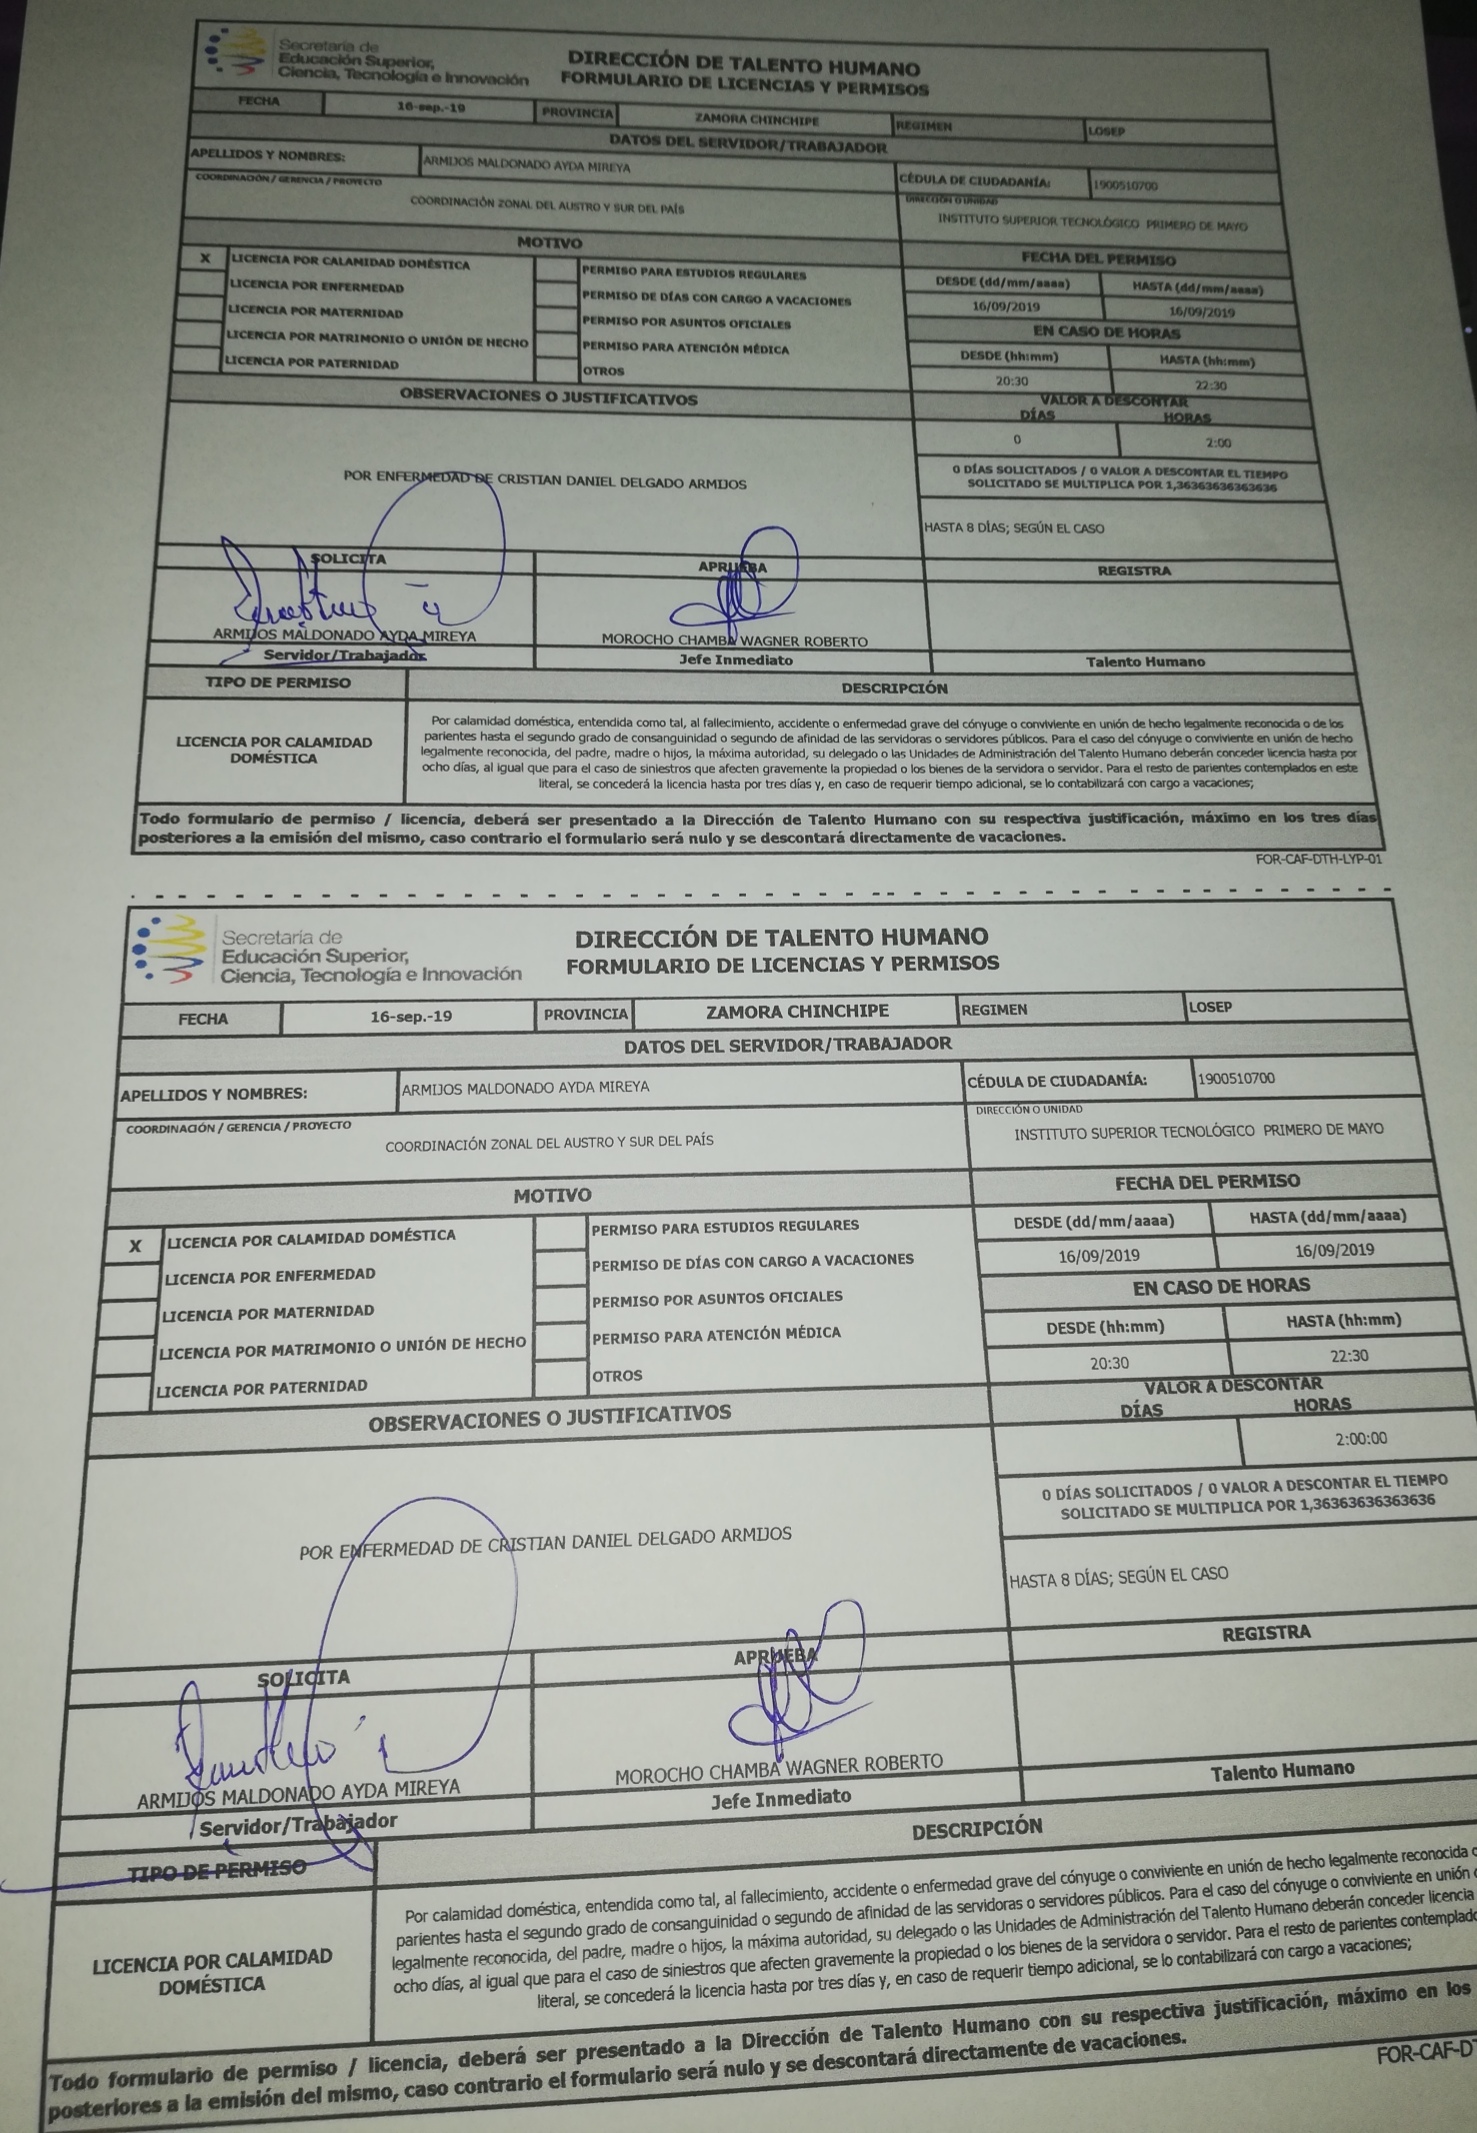 Secretaría de
Educación Superior,
Ciencia, Tecnología e Innovación
DIRECCIÓN DE TALENTO HUMANO
FORMULARIO DE LICENCIAS Y PERMISOS
FECHA 16-sep.-19 PROVINCIA ZAMORA CHINCHIPE REGIMEN LOSEP
DATOS DEL SERVIDOR/TRABAJADOR
APELLIDOS Y NOMBRES: ARMIJOS MALDONADO AYDA MIREYA CÉDULA DE CIUDADANÍA: 1900510700
COORDINACIÓN / GERENCIA / PROYECTO DIRECCIÓN O UNIDAD
COORDINACIÓN ZONAL DEL AUSTRO Y SUR DEL PAÍS INSTITUTO SUPERIOR TECNOLÓGICO PRIMERO DE MAYO
MOTIVO FECHA DEL PERMISO
X LICENCIA POR CALAMIDAD DOMÉSTICA PERMISO PARA ESTUDIOS REGULARES DESDE (dd/mm/aaaa) HASTA (dd/mm/aaaa)
LICENCIA POR ENFERMEDAD PERMISO DE DÍAS CON CARGO A VACACIONES 16/09/2019 16/09/2019
LICENCIA POR MATERNIDAD PERMISO POR ASUNTOS OFICIALES EN CASO DE HORAS
LICENCIA POR MATRIMONIO O UNIÓN DE HECHO PERMISO PARA ATENCIÓN MÉDICA DESDE (hh:mm) HASTA (hh:mm)
LICENCIA POR PATERNIDAD OTROS 20:30 22:30
OBSERVACIONES O JUSTIFICATIVOS VALOR A DESCONTAR
DÍAS HORAS
0 2:00
POR ENFERMEDAD DE CRISTIAN DANIEL DELGADO ARMIJOS 0 DÍAS SOLICITADOS / 0 VALOR A DESCONTAR EL TIEMPO
SOLICITADO SE MULTIPLICA POR 1,36363636363636
HASTA 8 DÍAS; SEGÚN EL CASO
SOLICITA APRUEBA REGISTRA
ARMIJOS MALDONADO AYDA MIREYA MOROCHO CHAMBA WAGNER ROBERTO
Servidor/Trabajador Jefe Inmediato Talento Humano
TIPO DE PERMISO DESCRIPCIÓN
LICENCIA POR CALAMIDAD
DOMÉSTICA
Por calamidad doméstica, entendida como tal, al fallecimiento, accidente o enfermedad grave del cónyuge o conviviente en unión de hecho legalmente reconocida o de los
parientes hasta el segundo grado de consanguinidad o segundo de afinidad de las servidoras o servidores públicos. Para el caso del cónyuge o conviviente en unión de hecho
legalmente reconocida, del padre, madre o hijos, la máxima autoridad, su delegado o las Unidades de Administración del Talento Humano deberán conceder licencia hasta por
ocho días, al igual que para el caso de siniestros que afecten gravemente la propiedad o los bienes de la servidora o servidor. Para el resto de parientes contemplados en este
literal, se concederá la licencia hasta por tres días y, en caso de requerir tiempo adicional, se lo contabilizará con cargo a vacaciones;
Todo formulario de permiso / licencia, deberá ser presentado a la Dirección de Talento Humano con su respectiva justificación, máximo en los tres días
posteriores a la emisión del mismo, caso contrario el formulario será nulo y se descontará directamente de vacaciones.
FOR-CAF-DTH-LYP-01
Secretaría de
Educación Superior,
Ciencia, Tecnología e Innovación
DIRECCIÓN DE TALENTO HUMANO
FORMULARIO DE LICENCIAS Y PERMISOS
FECHA 16-sep.-19 PROVINCIA ZAMORA CHINCHIPE REGIMEN LOSEP
DATOS DEL SERVIDOR/TRABAJADOR
APELLIDOS Y NOMBRES: ARMIJOS MALDONADO AYDA MIREYA CÉDULA DE CIUDADANÍA: 1900510700
COORDINACIÓN / GERENCIA / PROYECTO DIRECCIÓN O UNIDAD
COORDINACIÓN ZONAL DEL AUSTRO Y SUR DEL PAÍS INSTITUTO SUPERIOR TECNOLÓGICO PRIMERO DE MAYO
MOTIVO FECHA DEL PERMISO
X LICENCIA POR CALAMIDAD DOMÉSTICA PERMISO PARA ESTUDIOS REGULARES DESDE (dd/mm/aaaa) HASTA (dd/mm/aaaa)
LICENCIA POR ENFERMEDAD PERMISO DE DÍAS CON CARGO A VACACIONES 16/09/2019 16/09/2019
LICENCIA POR MATERNIDAD PERMISO POR ASUNTOS OFICIALES EN CASO DE HORAS
LICENCIA POR MATRIMONIO O UNIÓN DE HECHO PERMISO PARA ATENCIÓN MÉDICA DESDE (hh:mm) HASTA (hh:mm)
LICENCIA POR PATERNIDAD OTROS 20:30 22:30
OBSERVACIONES O JUSTIFICATIVOS VALOR A DESCONTAR
DÍAS HORAS
2:00:00
POR ENFERMEDAD DE CRISTIAN DANIEL DELGADO ARMIJOS 0 DÍAS SOLICITADOS / 0 VALOR A DESCONTAR EL TIEMPO
SOLICITADO SE MULTIPLICA POR 1,36363636363636
HASTA 8 DÍAS; SEGÚN EL CASO
SOLICITA APRUEBA REGISTRA
ARMIJOS MALDONADO AYDA MIREYA MOROCHO CHAMBA WAGNER ROBERTO
Servidor/Trabajador Jefe Inmediato Talento Humano
TIPO DE PERMISO DESCRIPCIÓN
LICENCIA POR CALAMIDAD
DOMÉSTICA
Por calamidad doméstica, entendida como tal, al fallecimiento, accidente o enfermedad grave del cónyuge o conviviente en unión de hecho legalmente reconocida
parientes hasta el segundo grado de consanguinidad o segundo de afinidad de las servidoras o servidores públicos. Para el caso del cónyuge o conviviente en unión
legalmente reconocida, del padre, madre o hijos, la máxima autoridad, su delegado o las Unidades de Administración del Talento Humano deberán conceder licencia
ocho días, al igual que para el caso de siniestros que afecten gravemente la propiedad o los bienes de la servidora o servidor. Para el resto de parientes contemplado
literal, se concederá la licencia hasta por tres días y, en caso de requerir tiempo adicional, se lo contabilizará con cargo a vacaciones;
Todo formulario de permiso / licencia, deberá ser presentado a la Dirección de Talento Humano con su respectiva justificación, máximo en los
posteriores a la emisión del mismo, caso contrario el formulario será nulo y se descontará directamente de vacaciones.
FOR-CAF-D